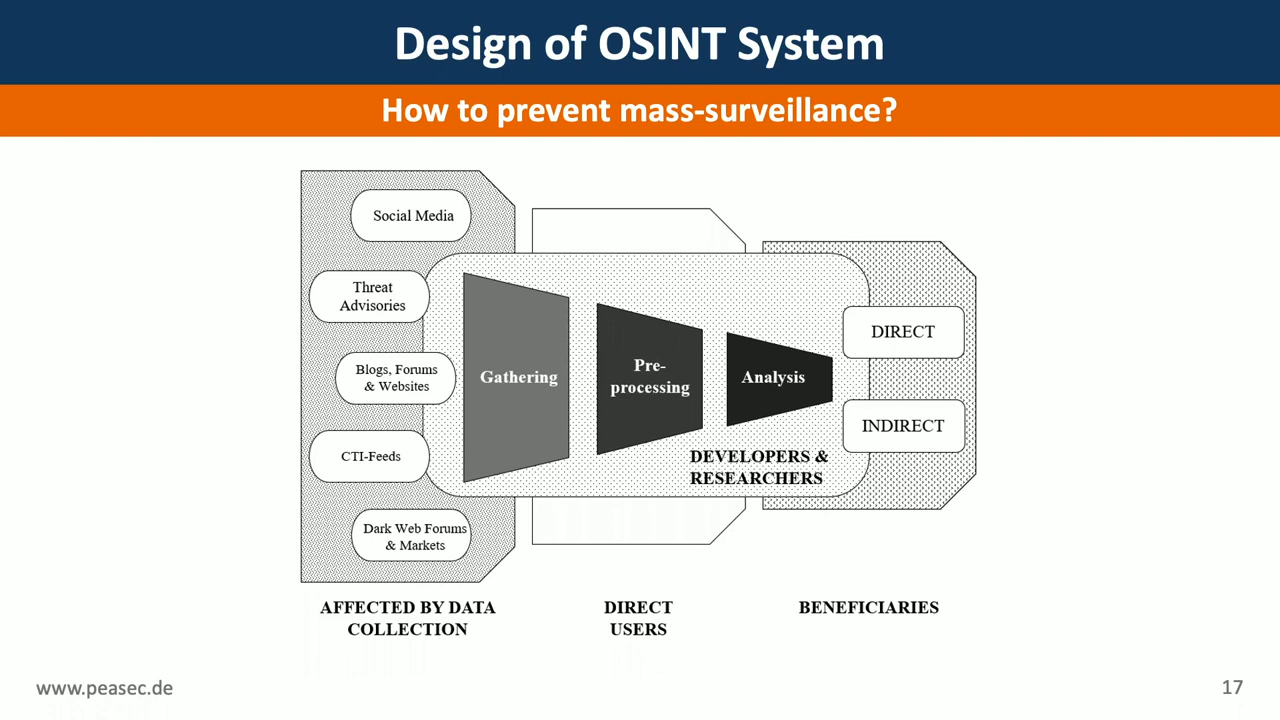 Design of OSINT System
How to prevent mass-surveillance?
Social Media
Threat
Advisories
Blogs, Forums
& Websites
CTI-Feeds
Dark Web Forums
& Markets
Gathering
Pre-
processing
Analysis
DEVELOPERS &
RESEARCHERS
DIRECT
INDIRECT
AFFECTED BY DATA
COLLECTION
DIRECT
USERS
BENEFICIARIES
www.peasec.de
17